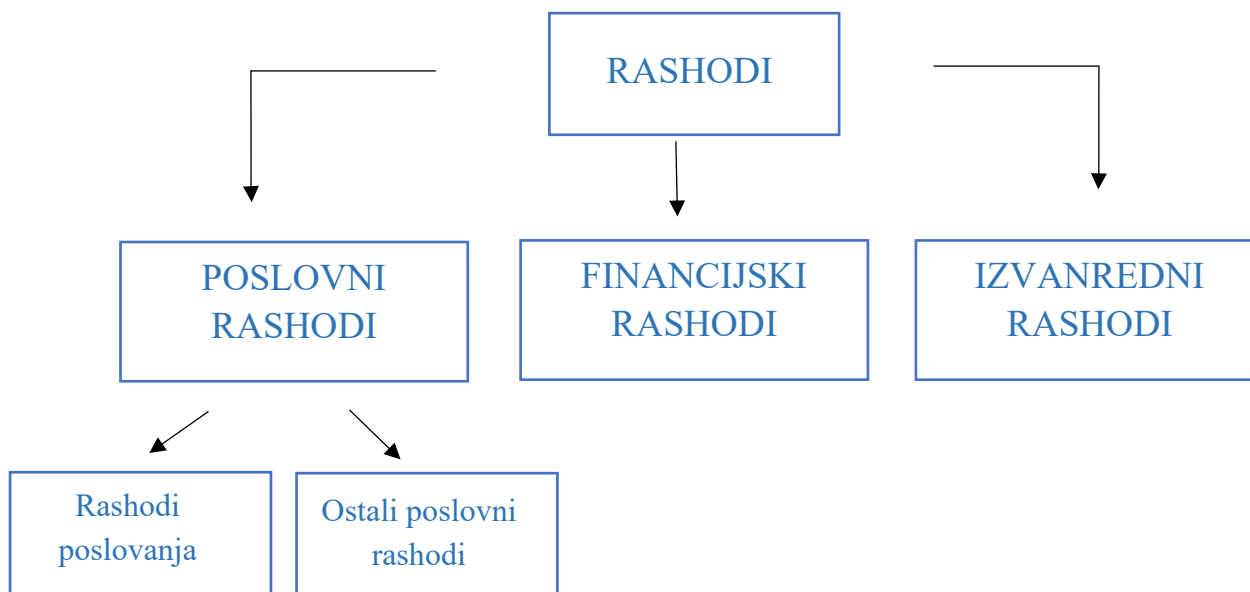 RASHODI
POSLOVNI
RASHODI
FINANCIJSKI
RASHODI
IZVANREDNI
RASHODI
Rashodi
poslovanja
Ostali poslovni
rashodi